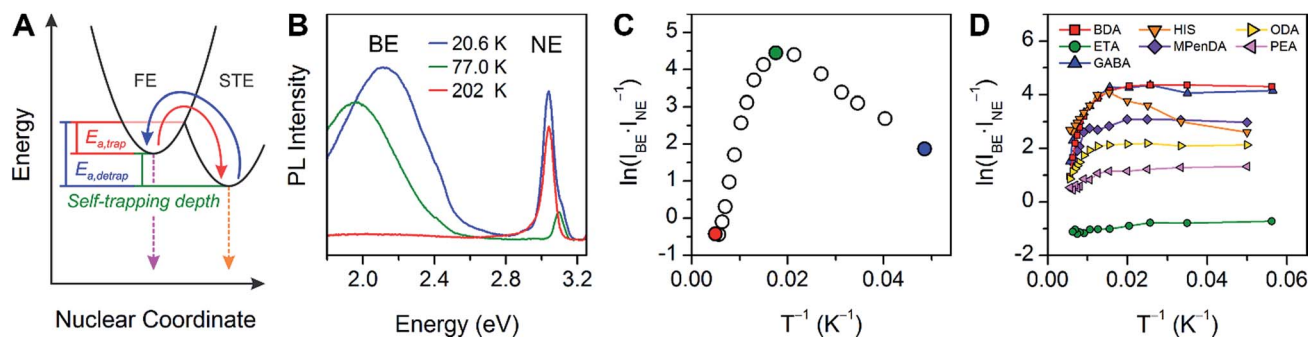 A
Energy
FE
STE
E_a,trap
E_a,detrap
Self-trapping depth
Nuclear Coordinate
B
PL Intensity
BE
NE
20.6 K
77.0 K
202 K
2.0 2.4 2.8 3.2
Energy (eV)
C
ln(I_BE·I_NE⁻¹)
5
4
3
2
1
0
-1
0.00 0.02 0.04
T⁻¹ (K⁻¹)
D
ln(I_BE·I_NE⁻¹)
BDA HIS ODA
ETA MPenDA PEA
GABA
6
4
2
0
-2
0.00 0.02 0.04 0.06
T⁻¹ (K⁻¹)